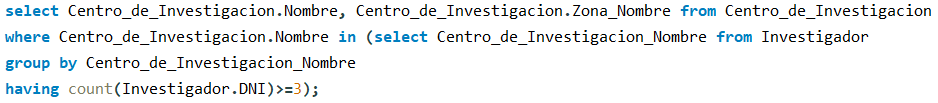 select Centro_de_Investigacion.Nombre, Centro_de_Investigacion.Zona_Nombre from Centro_de_Investigacion
where Centro_de_Investigacion.Nombre in (select Centro_de_Investigacion_Nombre from Investigador
group by Centro_de_Investigacion_Nombre
having count(Investigador.DNI)>=3);